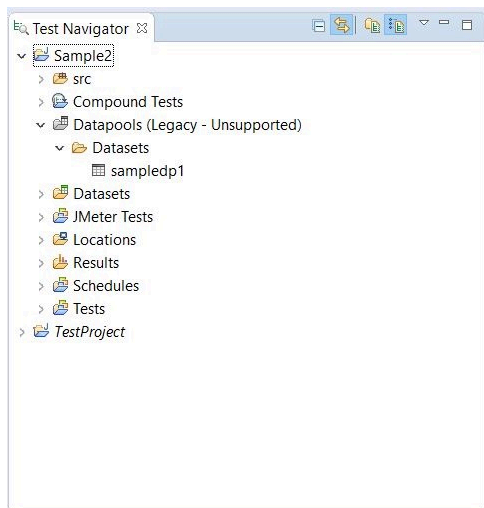 Test Navigator
Sample2
src
Compound Tests
Datapools (Legacy - Unsupported)
Datasets
sampledp1
Datasets
JMeter Tests
Locations
Results
Schedules
Tests
TestProject